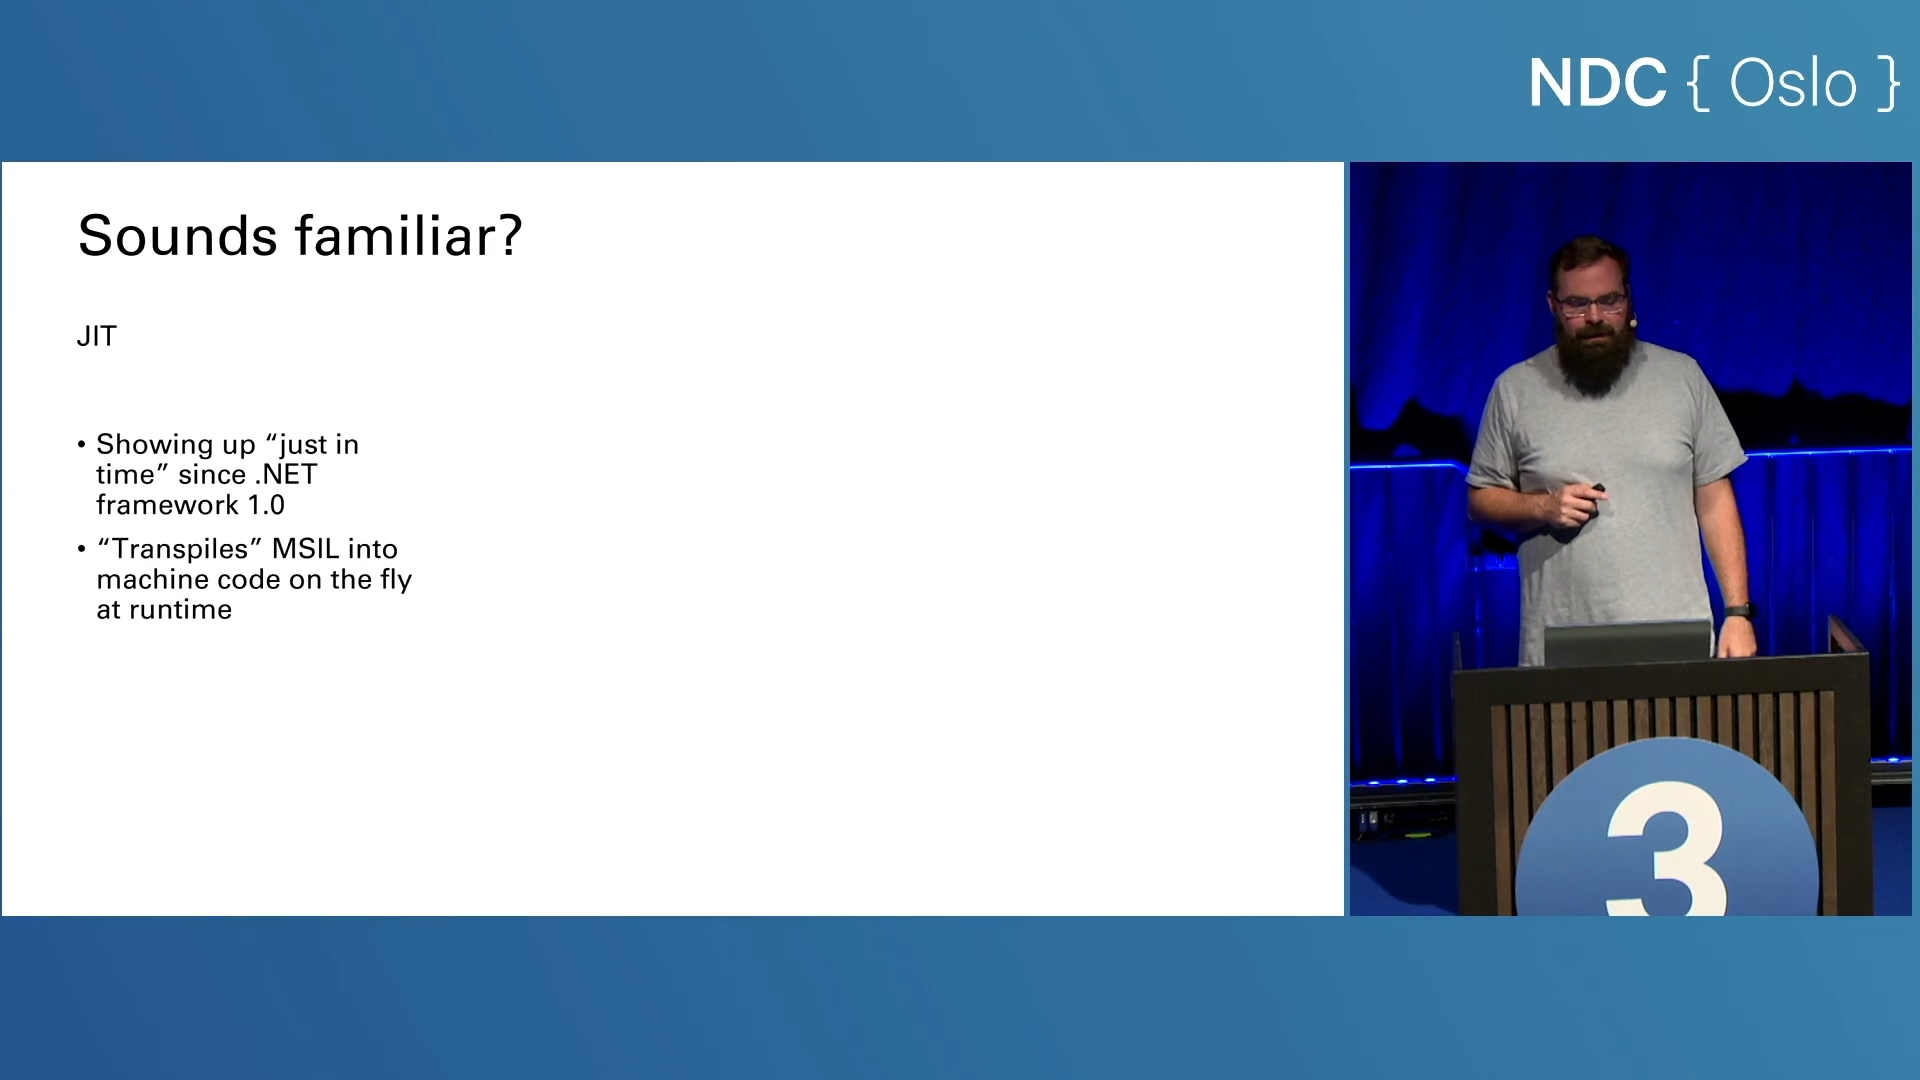 NDC { Oslo }
Sounds familiar?
JIT
• Showing up “just in
time” since .NET
framework 1.0
• “Transpiles” MSIL into
machine code on the fly
at runtime
3